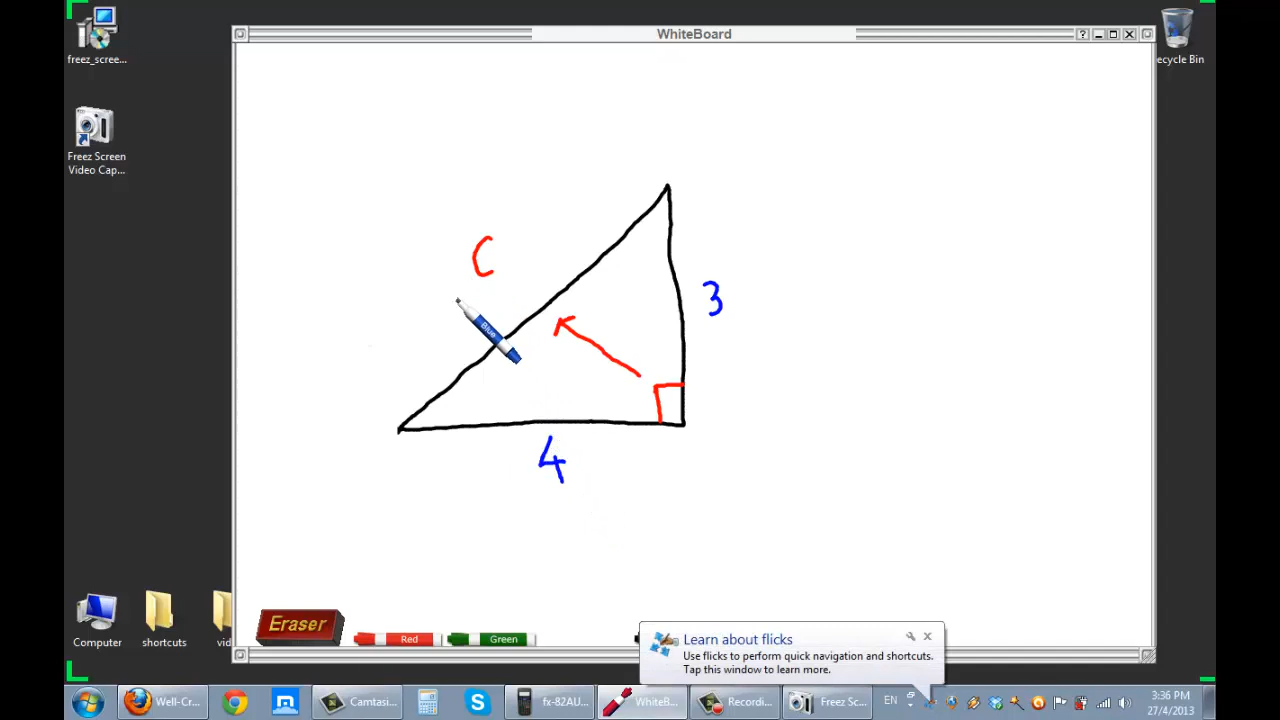 WhiteBoard
?
freez_scree...
Freez Screen
Video Cap...
ecycle Bin
C
3
Blue
4
Computer
shortcuts
vid
Eraser
Red
Green
Learn about flicks
Use flicks to perform quick navigation and shortcuts.
Tap this window to learn more.
Well-Cr...
Camtasi...
fx-82AU...
WhiteB...
Recordi...
Freez Sc...
EN
3:36 PM
27/4/2013